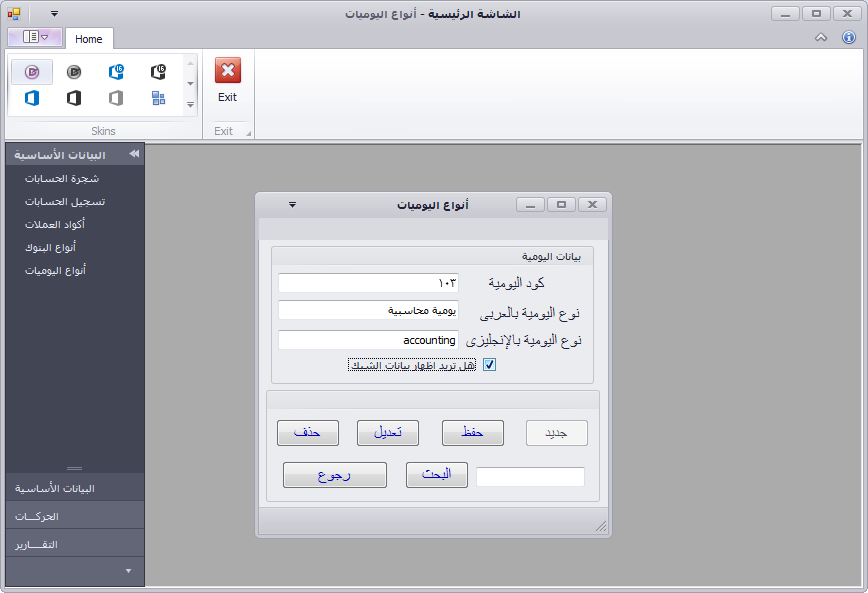 الشاشة الرئيسية - أنواع اليوميات
Home
Exit
Skins
Exit
البيانات الأساسية
شجرة الحسابات
تسجيل الحسابات
أكواد العملات
أنواع البنوك
أنواع اليوميات
أنواع اليوميات
بيانات اليومية
كود اليومية ١٠٣
نوع اليومية بالعربى يومية محاسبية
نوع اليومية بالإنجليزى accounting
هل تريد اظهار بيانات الشيك
جديد حفظ تعديل حذف
البحث رجوع
البيانات الأساسية
الحركـــات
التقـــارير